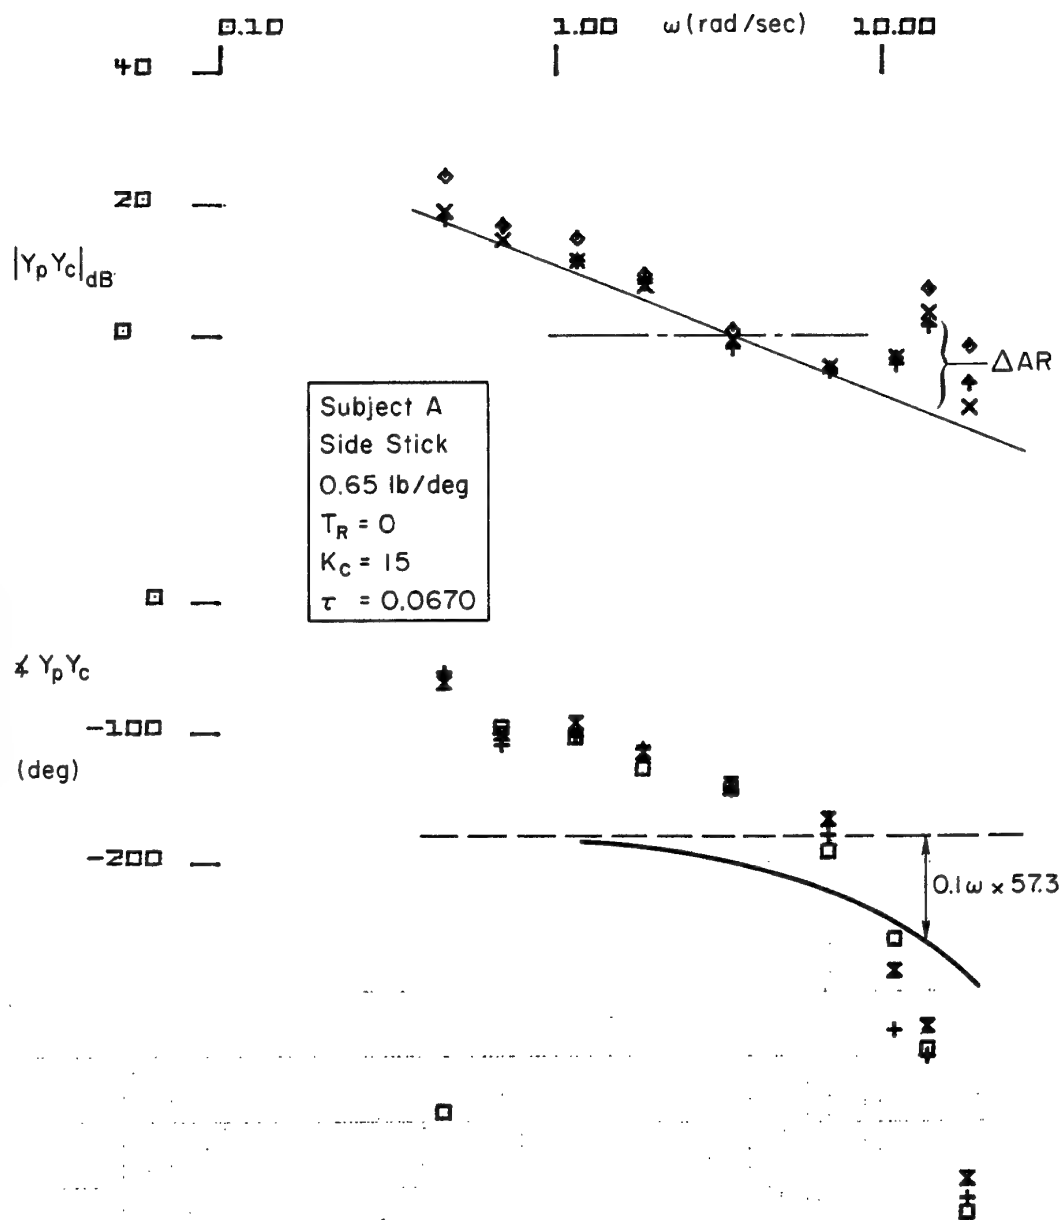 0.10 1.00 ω (rad/sec) 10.00
40
20
|YpYc|dB
0
ΔAR
Subject A
Side Stick
0.65 lb/deg
TR = 0
Kc = 15
τ = 0.0670
0
∡ YpYc
-100
(deg)
-200
0.1ω × 57.3